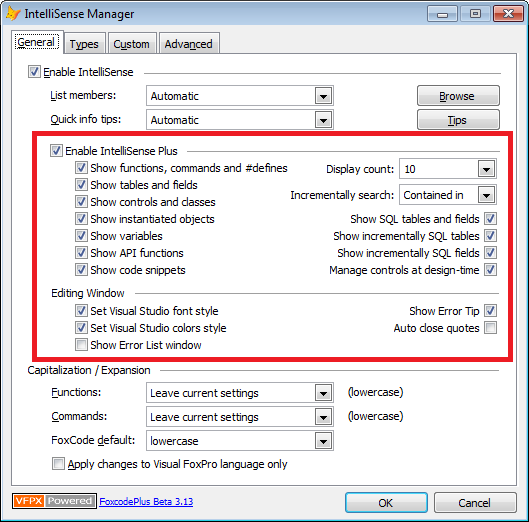 IntelliSense Manager
General Types Custom Advanced
Enable IntelliSense
List members: Automatic Browse
Quick info tips: Automatic Tips
Enable IntelliSense Plus
Show functions, commands and #defines Display count: 10
Show tables and fields
Show controls and classes Incrementally search: Contained in
Show instantiated objects Show SQL tables and fields
Show variables Show incrementally SQL tables
Show API functions Show incrementally SQL fields
Show code snippets Manage controls at design-time
Editing Window
Set Visual Studio font style Show Error Tip
Set Visual Studio colors style Auto close quotes
Show Error List window
Capitalization / Expansion
Functions: Leave current settings (lowercase)
Commands: Leave current settings (lowercase)
FoxCode default: lowercase
Apply changes to Visual FoxPro language only
VFPX Powered FoxcodePlus Beta 3.13 OK Cancel